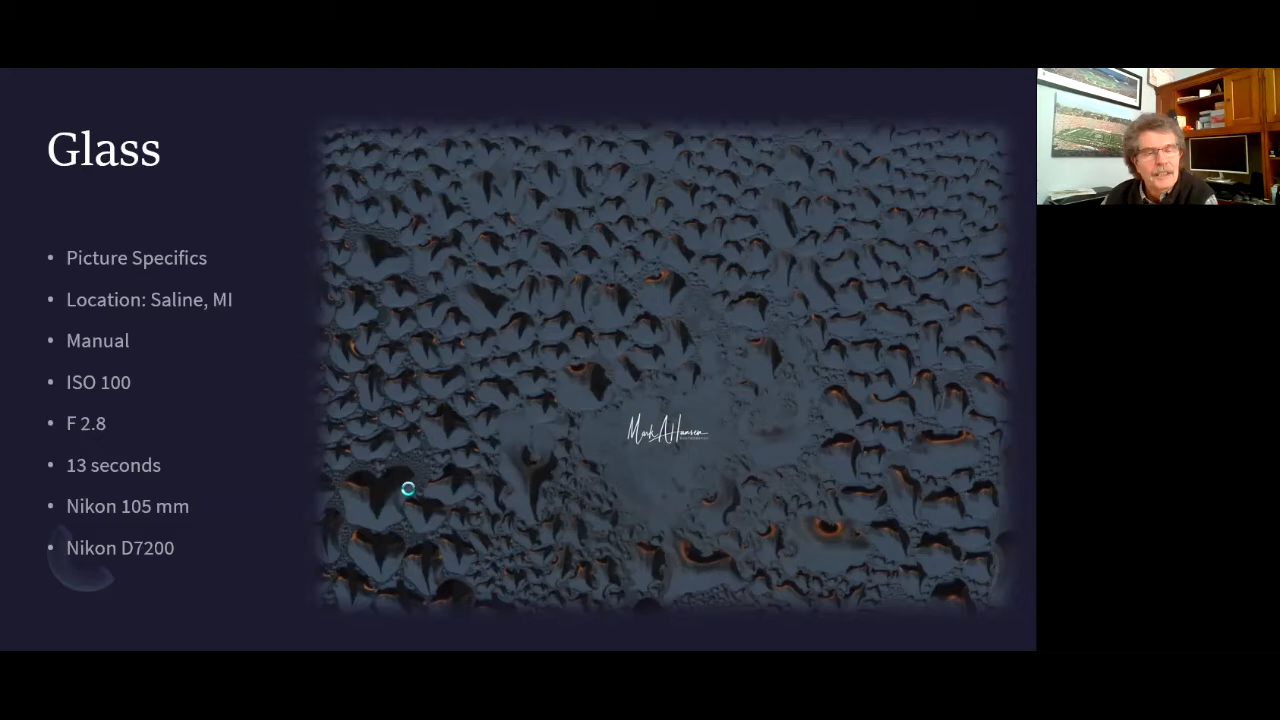 Glass
Picture Specifics
Location: Saline, MI
Manual
ISO 100
F 2.8
13 seconds
Nikon 105 mm
Nikon D7200
Mark A Hansen